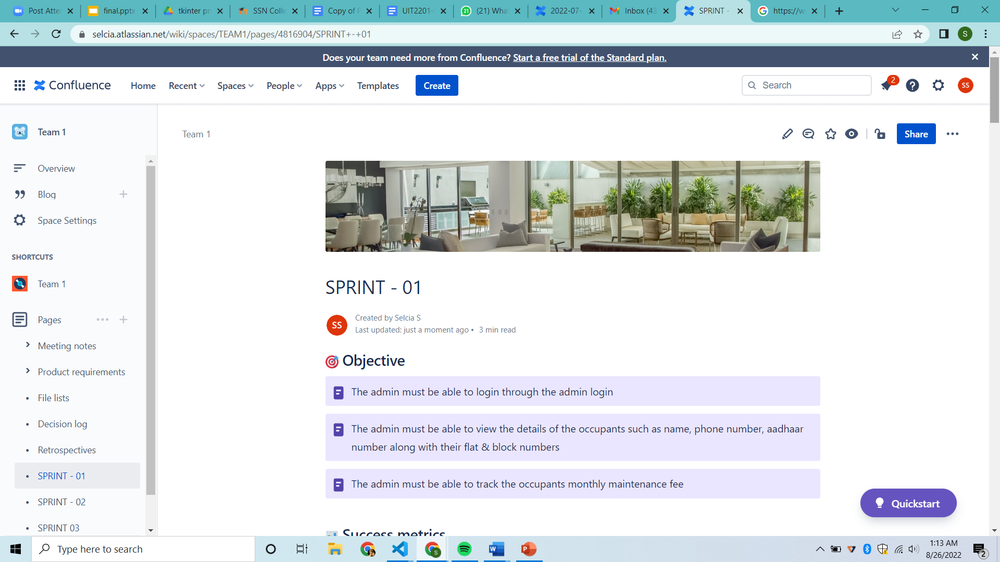 Post Atte
final.pptx
tkinter pr
SSN Colle
Copy of P
UIT2201-
(21) Wha
2022-07-
Inbox (43
SPRINT -
https://w
selcia.atlassian.net/wiki/spaces/TEAM1/pages/4816904/SPRINT+-+01
S
Does your team need more from Confluence? Start a free trial of the Standard plan.
Confluence
Home
Recent
Spaces
People
Apps
Templates
Create
Search
2
SS
Team 1
Overview
Blog
Space Settings
SHORTCUTS
Team 1
Pages
Meeting notes
Product requirements
File lists
Decision log
Retrospectives
SPRINT - 01
SPRINT - 02
SPRINT 03
Team 1
Share
SPRINT - 01
SS
Created by Selcia S
Last updated: just a moment ago • 3 min read
Objective
The admin must be able to login through the admin login
The admin must be able to view the details of the occupants such as name, phone number, aadhaar
number along with their flat & block numbers
The admin must be able to track the occupants monthly maintenance fee
Success metrics
Quickstart
Type here to search
1:13 AM
8/26/2022
2